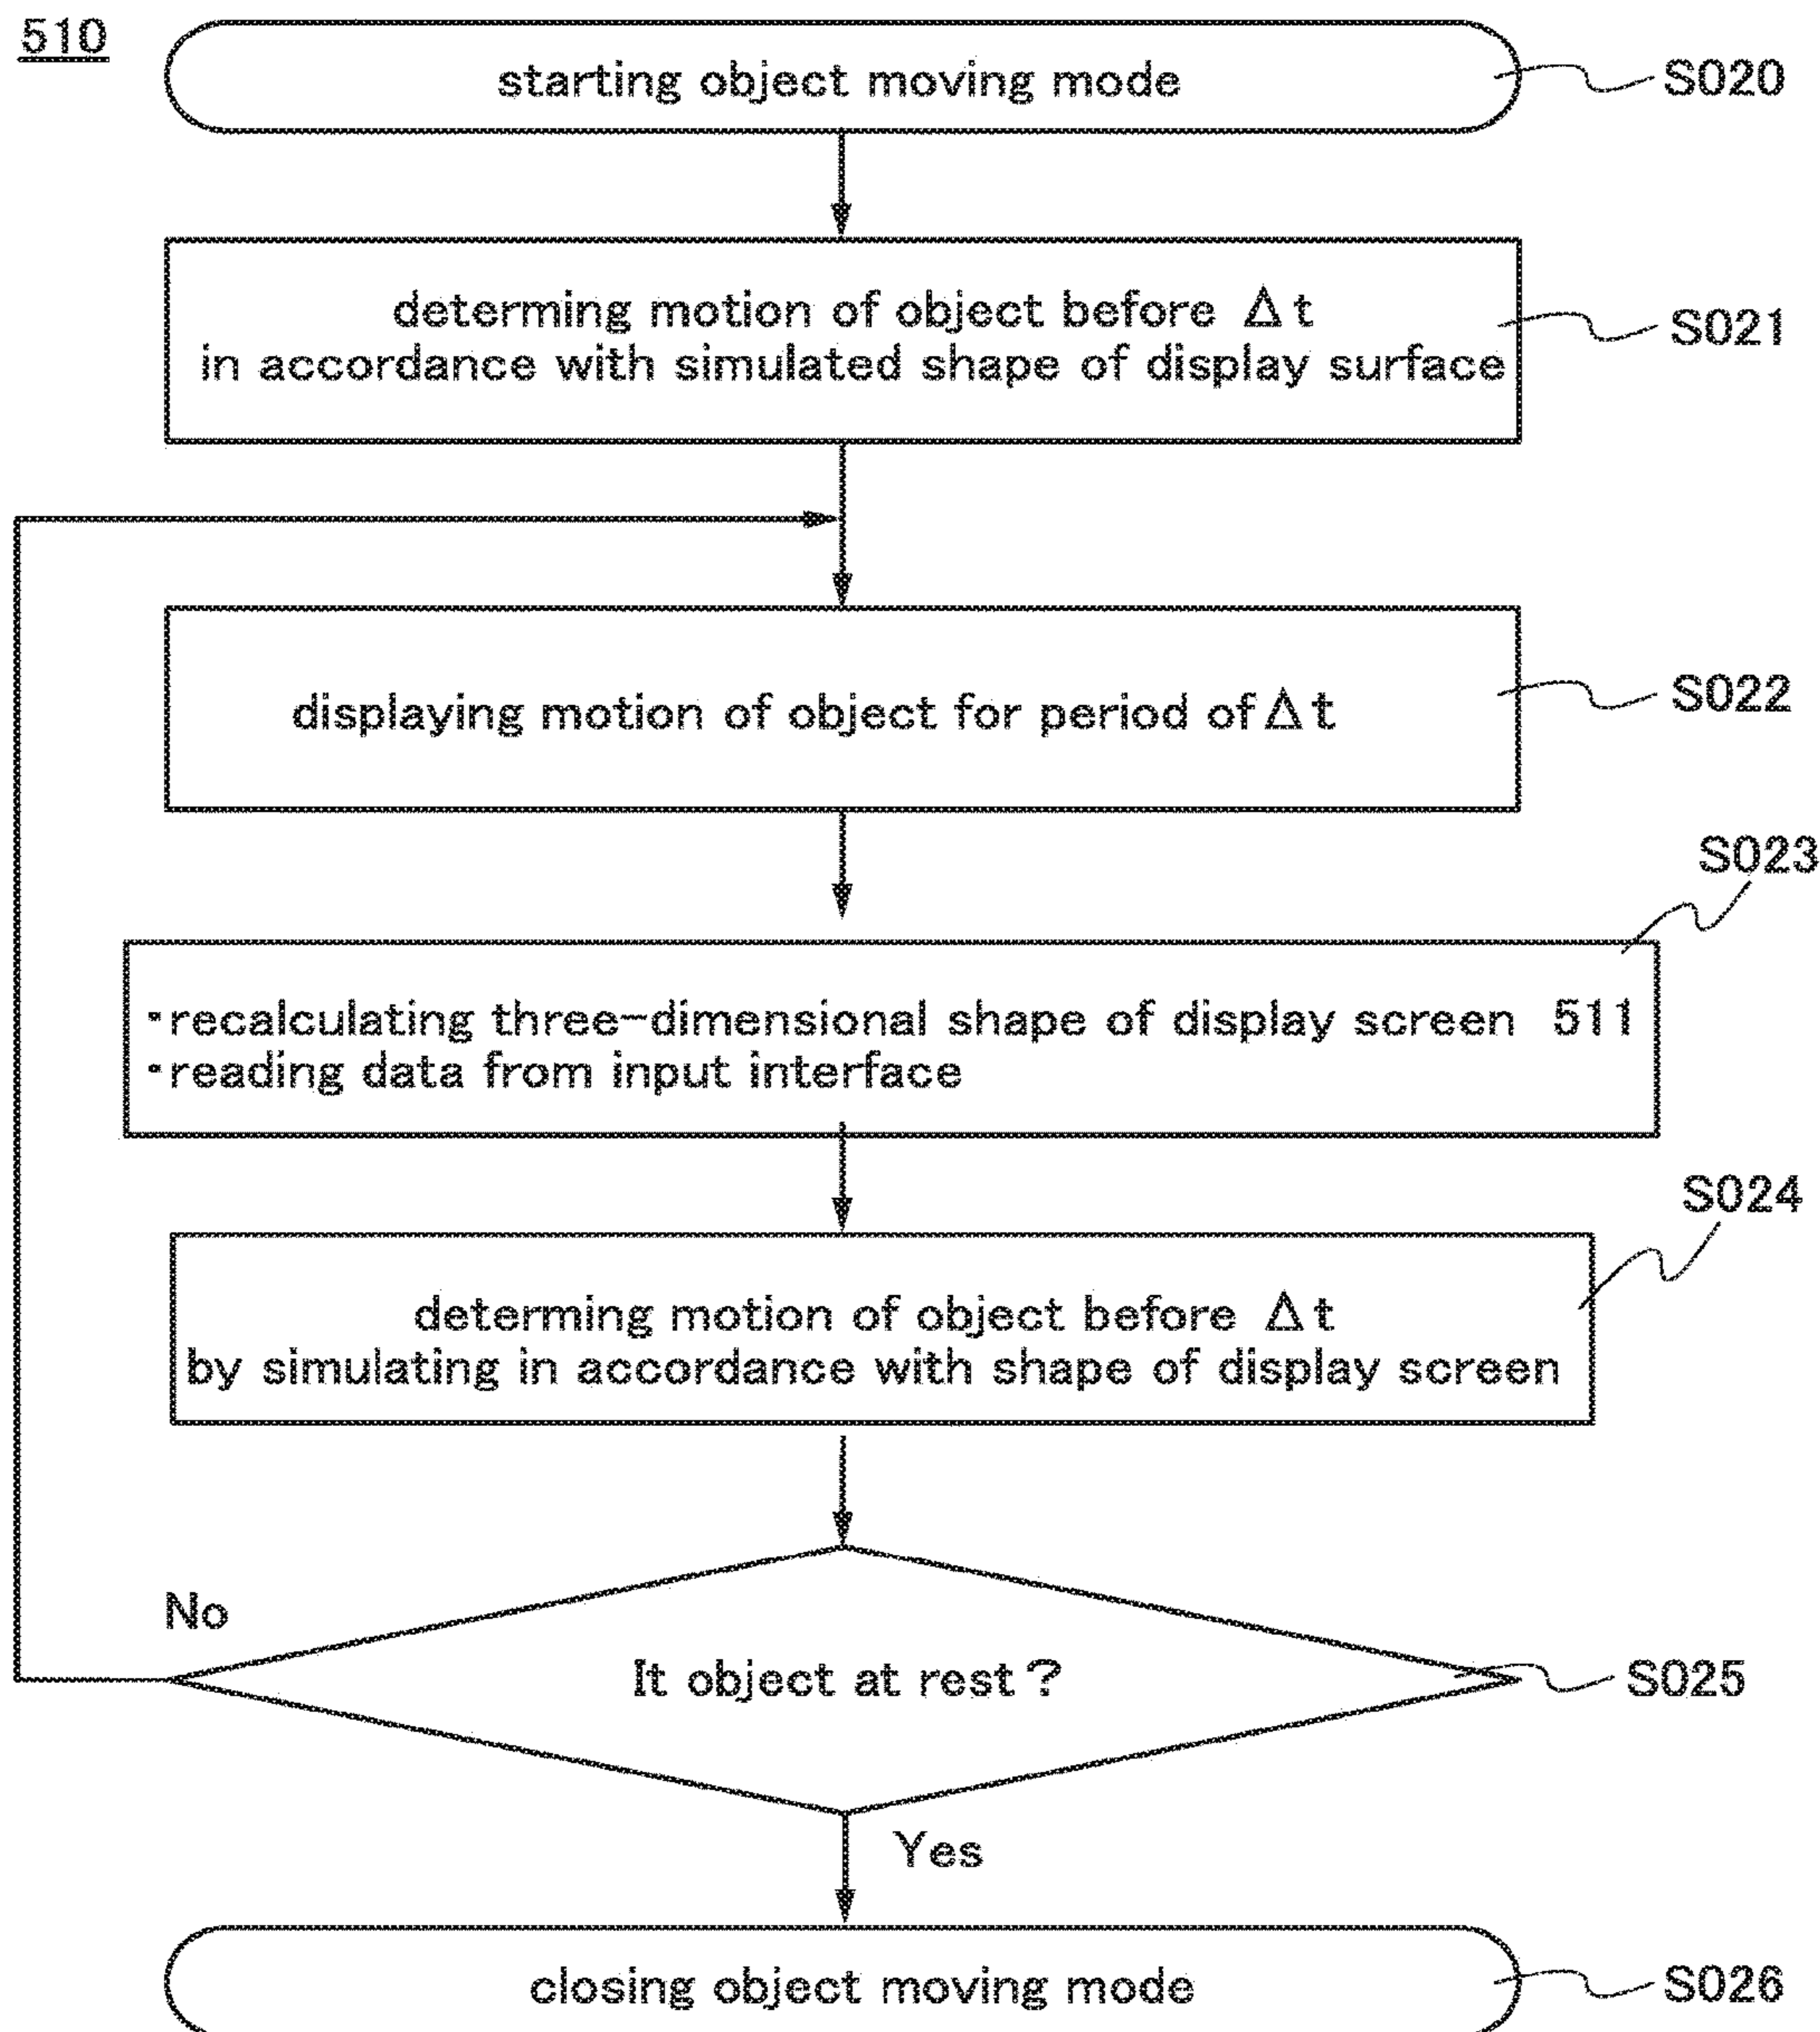 510
starting object moving mode
S020
determing motion of object before Δt
in accordance with simulated shape of display surface
S021
displaying motion of object for period of Δt
S022
S023
・recalculating three-dimensional shape of display screen 511
・reading data from input interface
S024
determing motion of object before Δt
by simulating in accordance with shape of display screen
No
It object at rest?
S025
Yes
closing object moving mode
S026